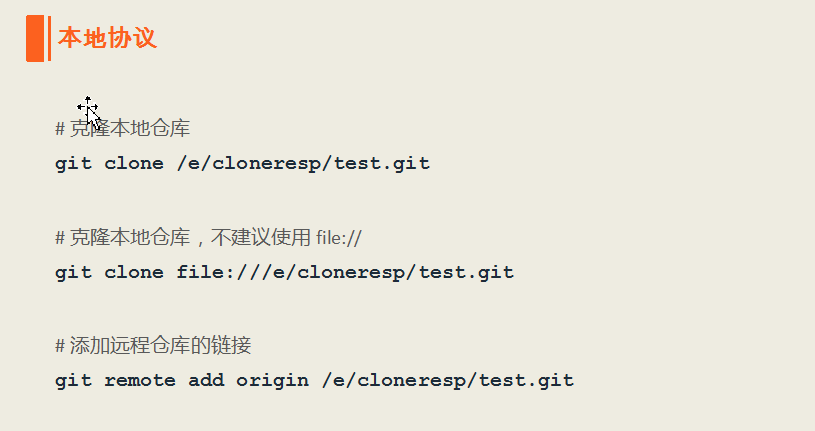 本地协议
# 克隆本地仓库
git clone /e/cloneresp/test.git
# 克隆本地仓库，不建议使用 file://
git clone file:///e/cloneresp/test.git
# 添加远程仓库的链接
git remote add origin /e/cloneresp/test.git